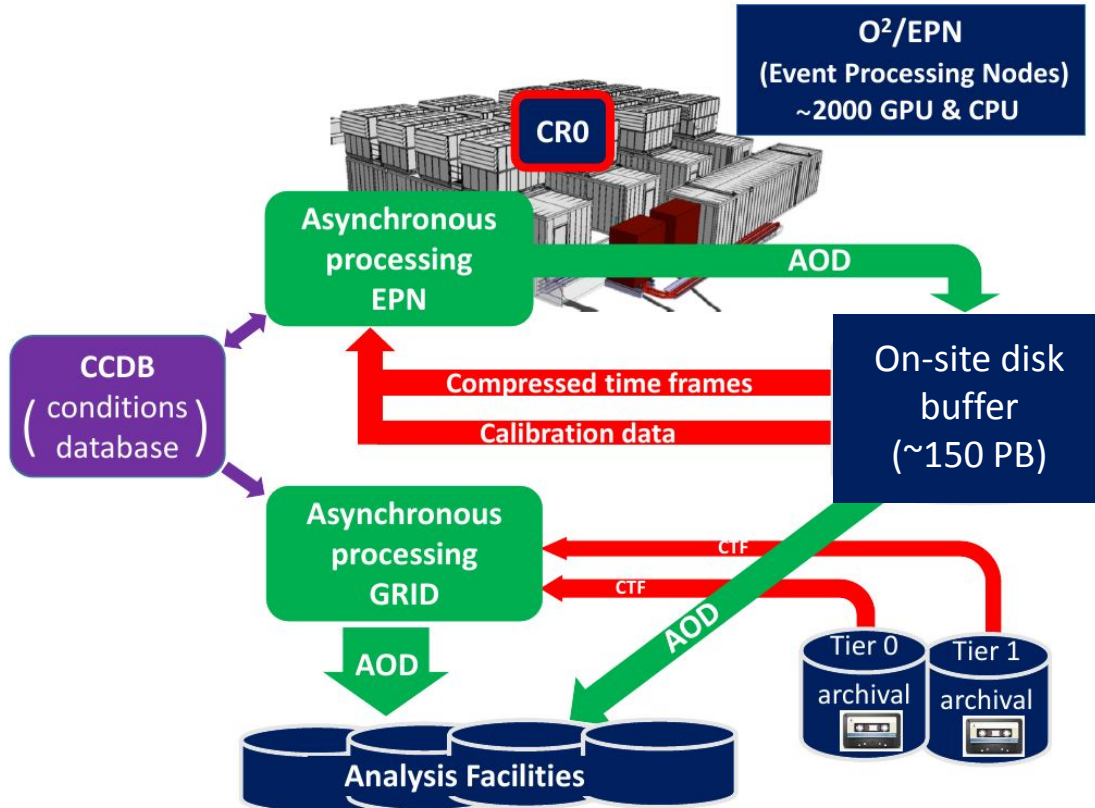 O²/EPN
(Event Processing Nodes)
~2000 GPU & CPU
CR0
Asynchronous
processing
EPN
AOD
CCDB
( conditions
database )
Compressed time frames
Calibration data
On-site disk
buffer
(~150 PB)
Asynchronous
processing
GRID
CTF
CTF
AOD
AOD
Tier 0
archival
Tier 1
archival
Analysis Facilities